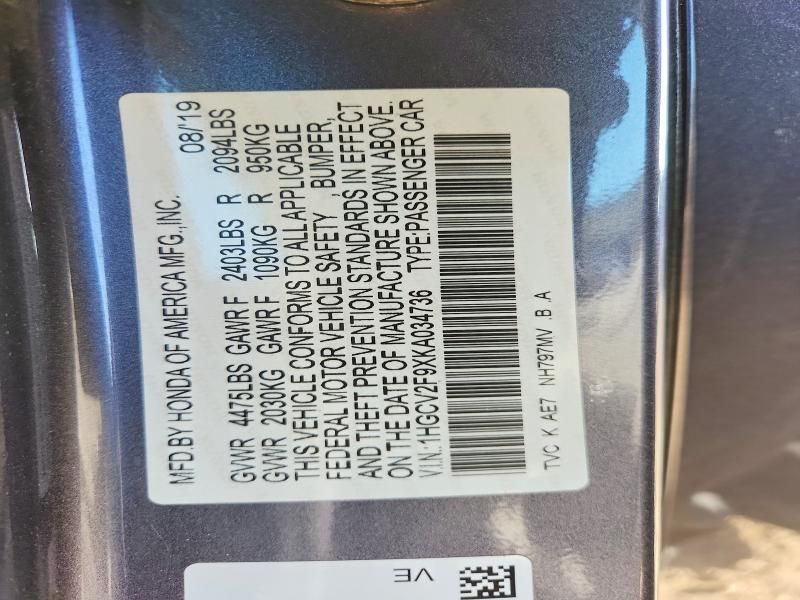 MFD.BY HONDA OF AMERICA MFG.,INC. 08/'19
GVWR 4475LBS GAWR F 2403LBS R 2094LBS
GVWR 2030KG GAWR F 1090KG R 950KG
THIS VEHICLE CONFORMS TO ALL APPLICABLE
FEDERAL MOTOR VEHICLE SAFETY , BUMPER,
AND THEFT PREVENTION STANDARDS IN EFFECT
ON THE DATE OF MANUFACTURE SHOWN ABOVE.
V.I.N.:1HGCV2F9XKA034736 TYPE:PASSENGER CAR
TVC K AE7 NH797MV .B .A
VE